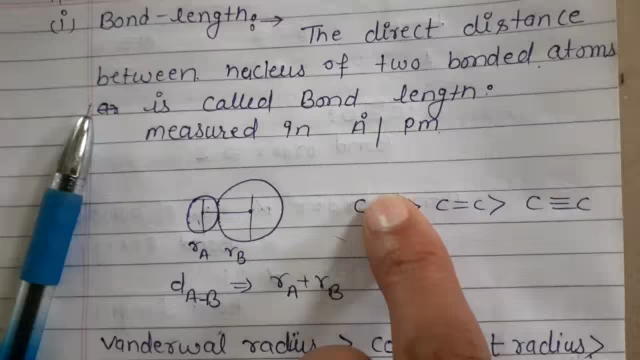 (i) Bond-length:→ The direct distance
between nucleus of two bonded atoms
is called Bond length.
measured in Å| pm
C > C=C> C≡C
rA rB
dA-B ⇒ rA+rB
vanderwal radius > radius>